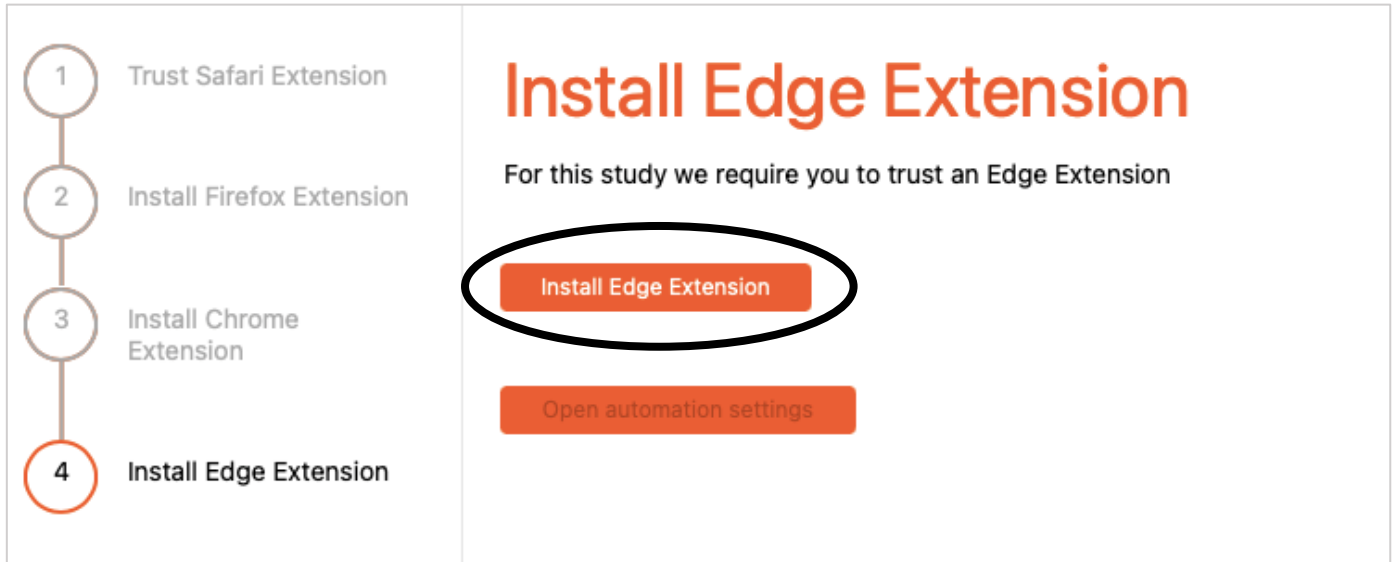 1
Trust Safari Extension
2
Install Firefox Extension
3
Install Chrome
Extension
4
Install Edge Extension
Install Edge Extension
For this study we require you to trust an Edge Extension
Install Edge Extension
Open automation settings